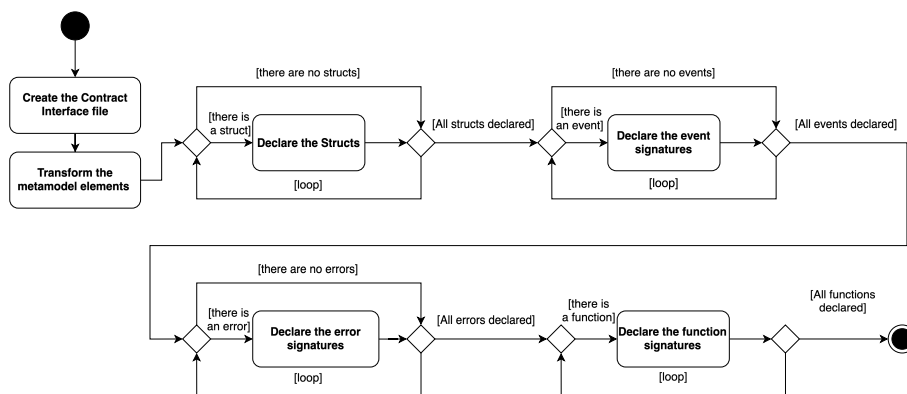 [there are no structs]
[there are no events]
Create the Contract
Interface file
[there is
a struct]
Declare the Structs
[All structs declared]
[there is
an event]
Declare the event
signatures
[All events declared]
Transform the
metamodel elements
[loop]
[loop]
[there are no errors]
[there is
an error]
Declare the error
signatures
[All errors declared]
[there is
a function]
Declare the function
signatures
[All functions
declared]
[loop]
[loop]